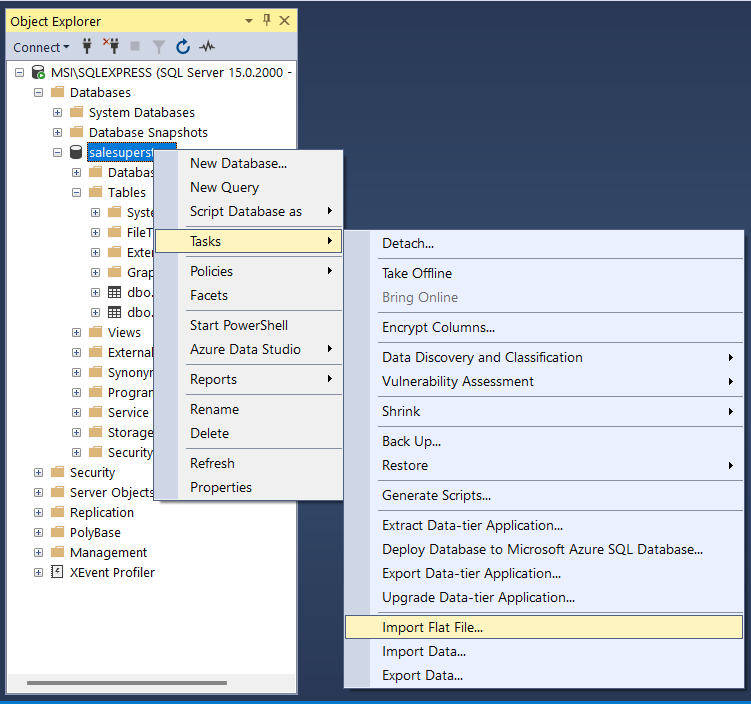 Object Explorer
Connect
MSI\SQLEXPRESS (SQL Server 15.0.2000 -
Databases
System Databases
Database Snapshots
salesuperst
Databas
Tables
Syste
FileT
Exter
Grap
dbo.
dbo.
Views
External
Synonyr
Program
Service
Storage
Security
Security
Server Objects
Replication
PolyBase
Management
XEvent Profiler
New Database...
New Query
Script Database as
Tasks
Policies
Facets
Start PowerShell
Azure Data Studio
Reports
Rename
Delete
Refresh
Properties
Detach...
Take Offline
Bring Online
Encrypt Columns...
Data Discovery and Classification
Vulnerability Assessment
Shrink
Back Up...
Restore
Generate Scripts...
Extract Data-tier Application...
Deploy Database to Microsoft Azure SQL Database...
Export Data-tier Application...
Upgrade Data-tier Application...
Import Flat File...
Import Data...
Export Data...